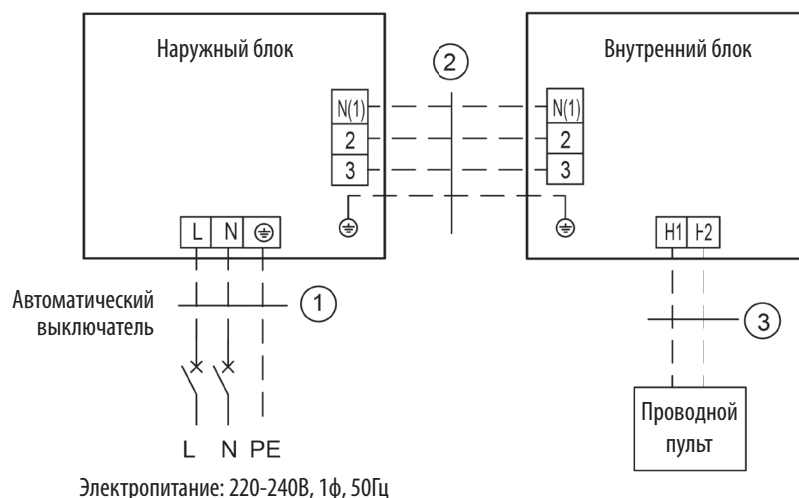 Наружный блок
2
Внутренний блок
N(1)
2
3
N(1)
2
3
L N
H1 H2
Автоматический
выключатель
1
3
L N PE
Проводной
пульт
Электропитание: 220-240В, 1ф, 50Гц